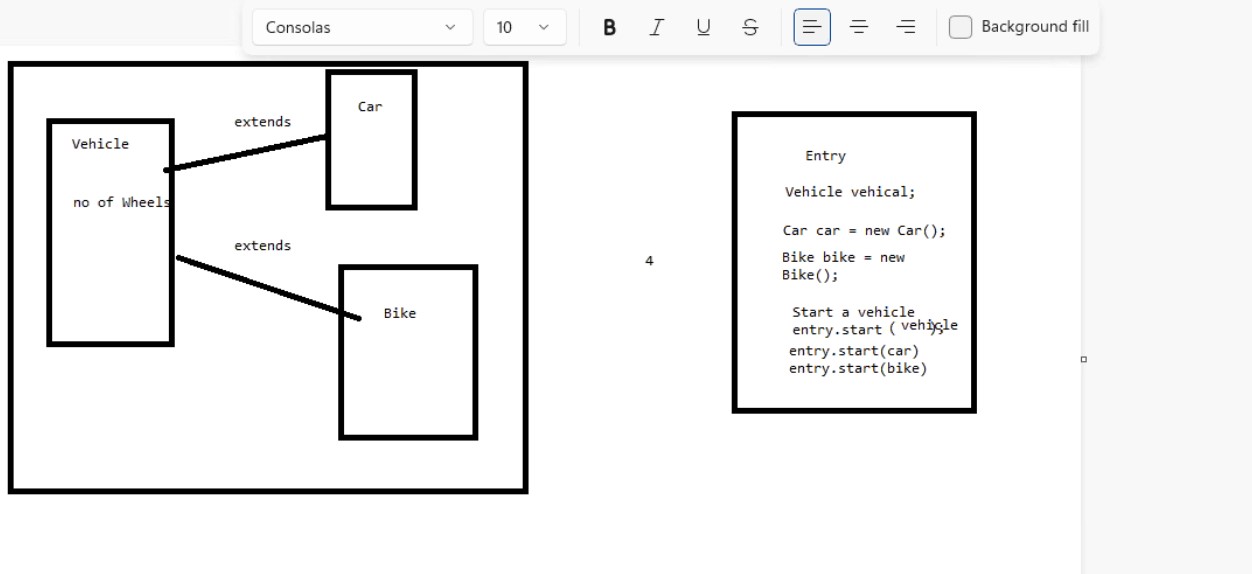 Consolas
10
B
I
U
S
Background fill
Car
extends
Vehicle
no of Wheels
extends
Bike
4
Entry
Vehicle vehical;
Car car = new Car();
Bike bike = new
Bike();
Start a vehicle
entry.start ( vehicle );
entry.start(car)
entry.start(bike)